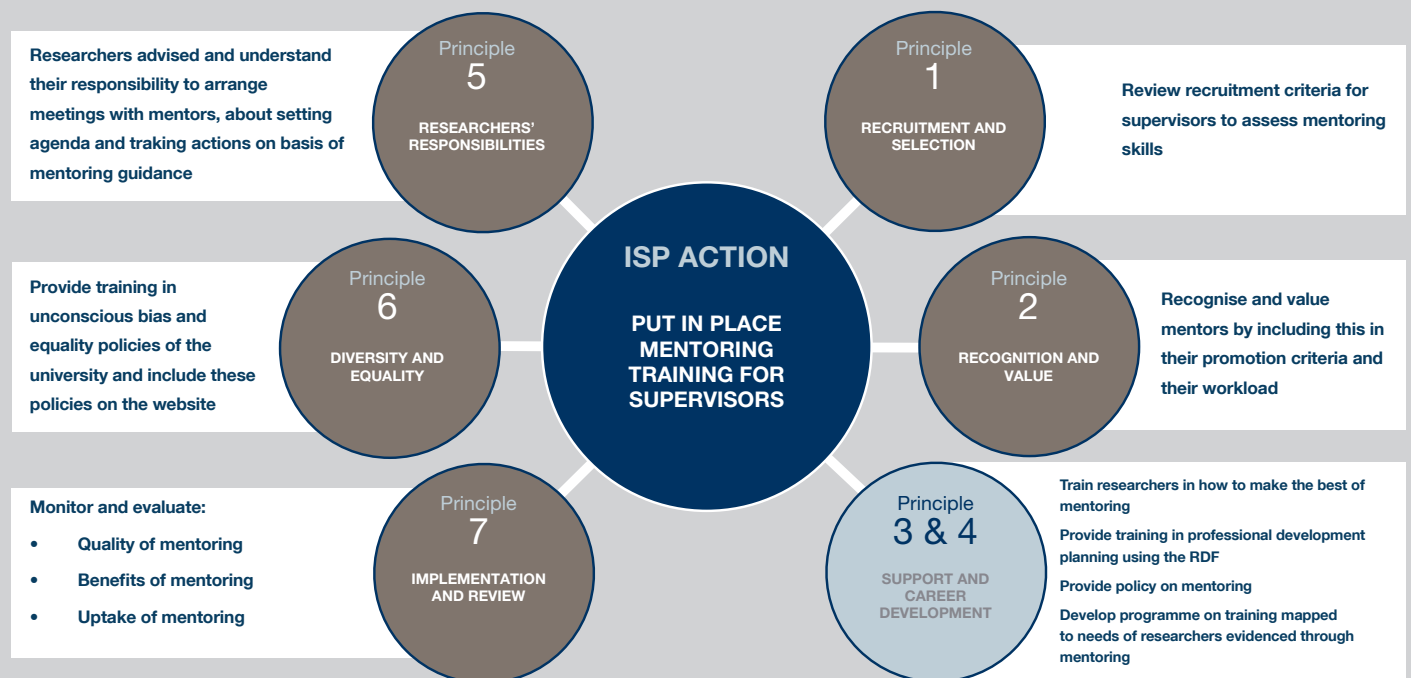 Researchers advised and understand
their responsibility to arrange
meetings with mentors, about setting
agenda and traking actions on basis of
mentoring guidance
Principle
5
RESEARCHERS'
RESPONSIBILITIES
Principle
1
RECRUITMENT AND
SELECTION
Review recruitment criteria for
supervisors to assess mentoring
skills
Provide training in
unconscious bias and
equality policies of the
university and include these
policies on the website
Principle
6
DIVERSITY AND
EQUALITY
ISP ACTION
PUT IN PLACE
MENTORING
TRAINING FOR
SUPERVISORS
Principle
2
RECOGNITION AND
VALUE
Recognise and value
mentors by including this in
their promotion criteria and
their workload
Monitor and evaluate:
• Quality of mentoring
• Benefits of mentoring
• Uptake of mentoring
Principle
7
IMPLEMENTATION
AND REVIEW
Principle
3 & 4
SUPPORT AND
CAREER
DEVELOPMENT
Train researchers in how to make the best of
mentoring
Provide training in professional development
planning using the RDF
Provide policy on mentoring
Develop programme on training mapped
to needs of researchers evidenced through
mentoring